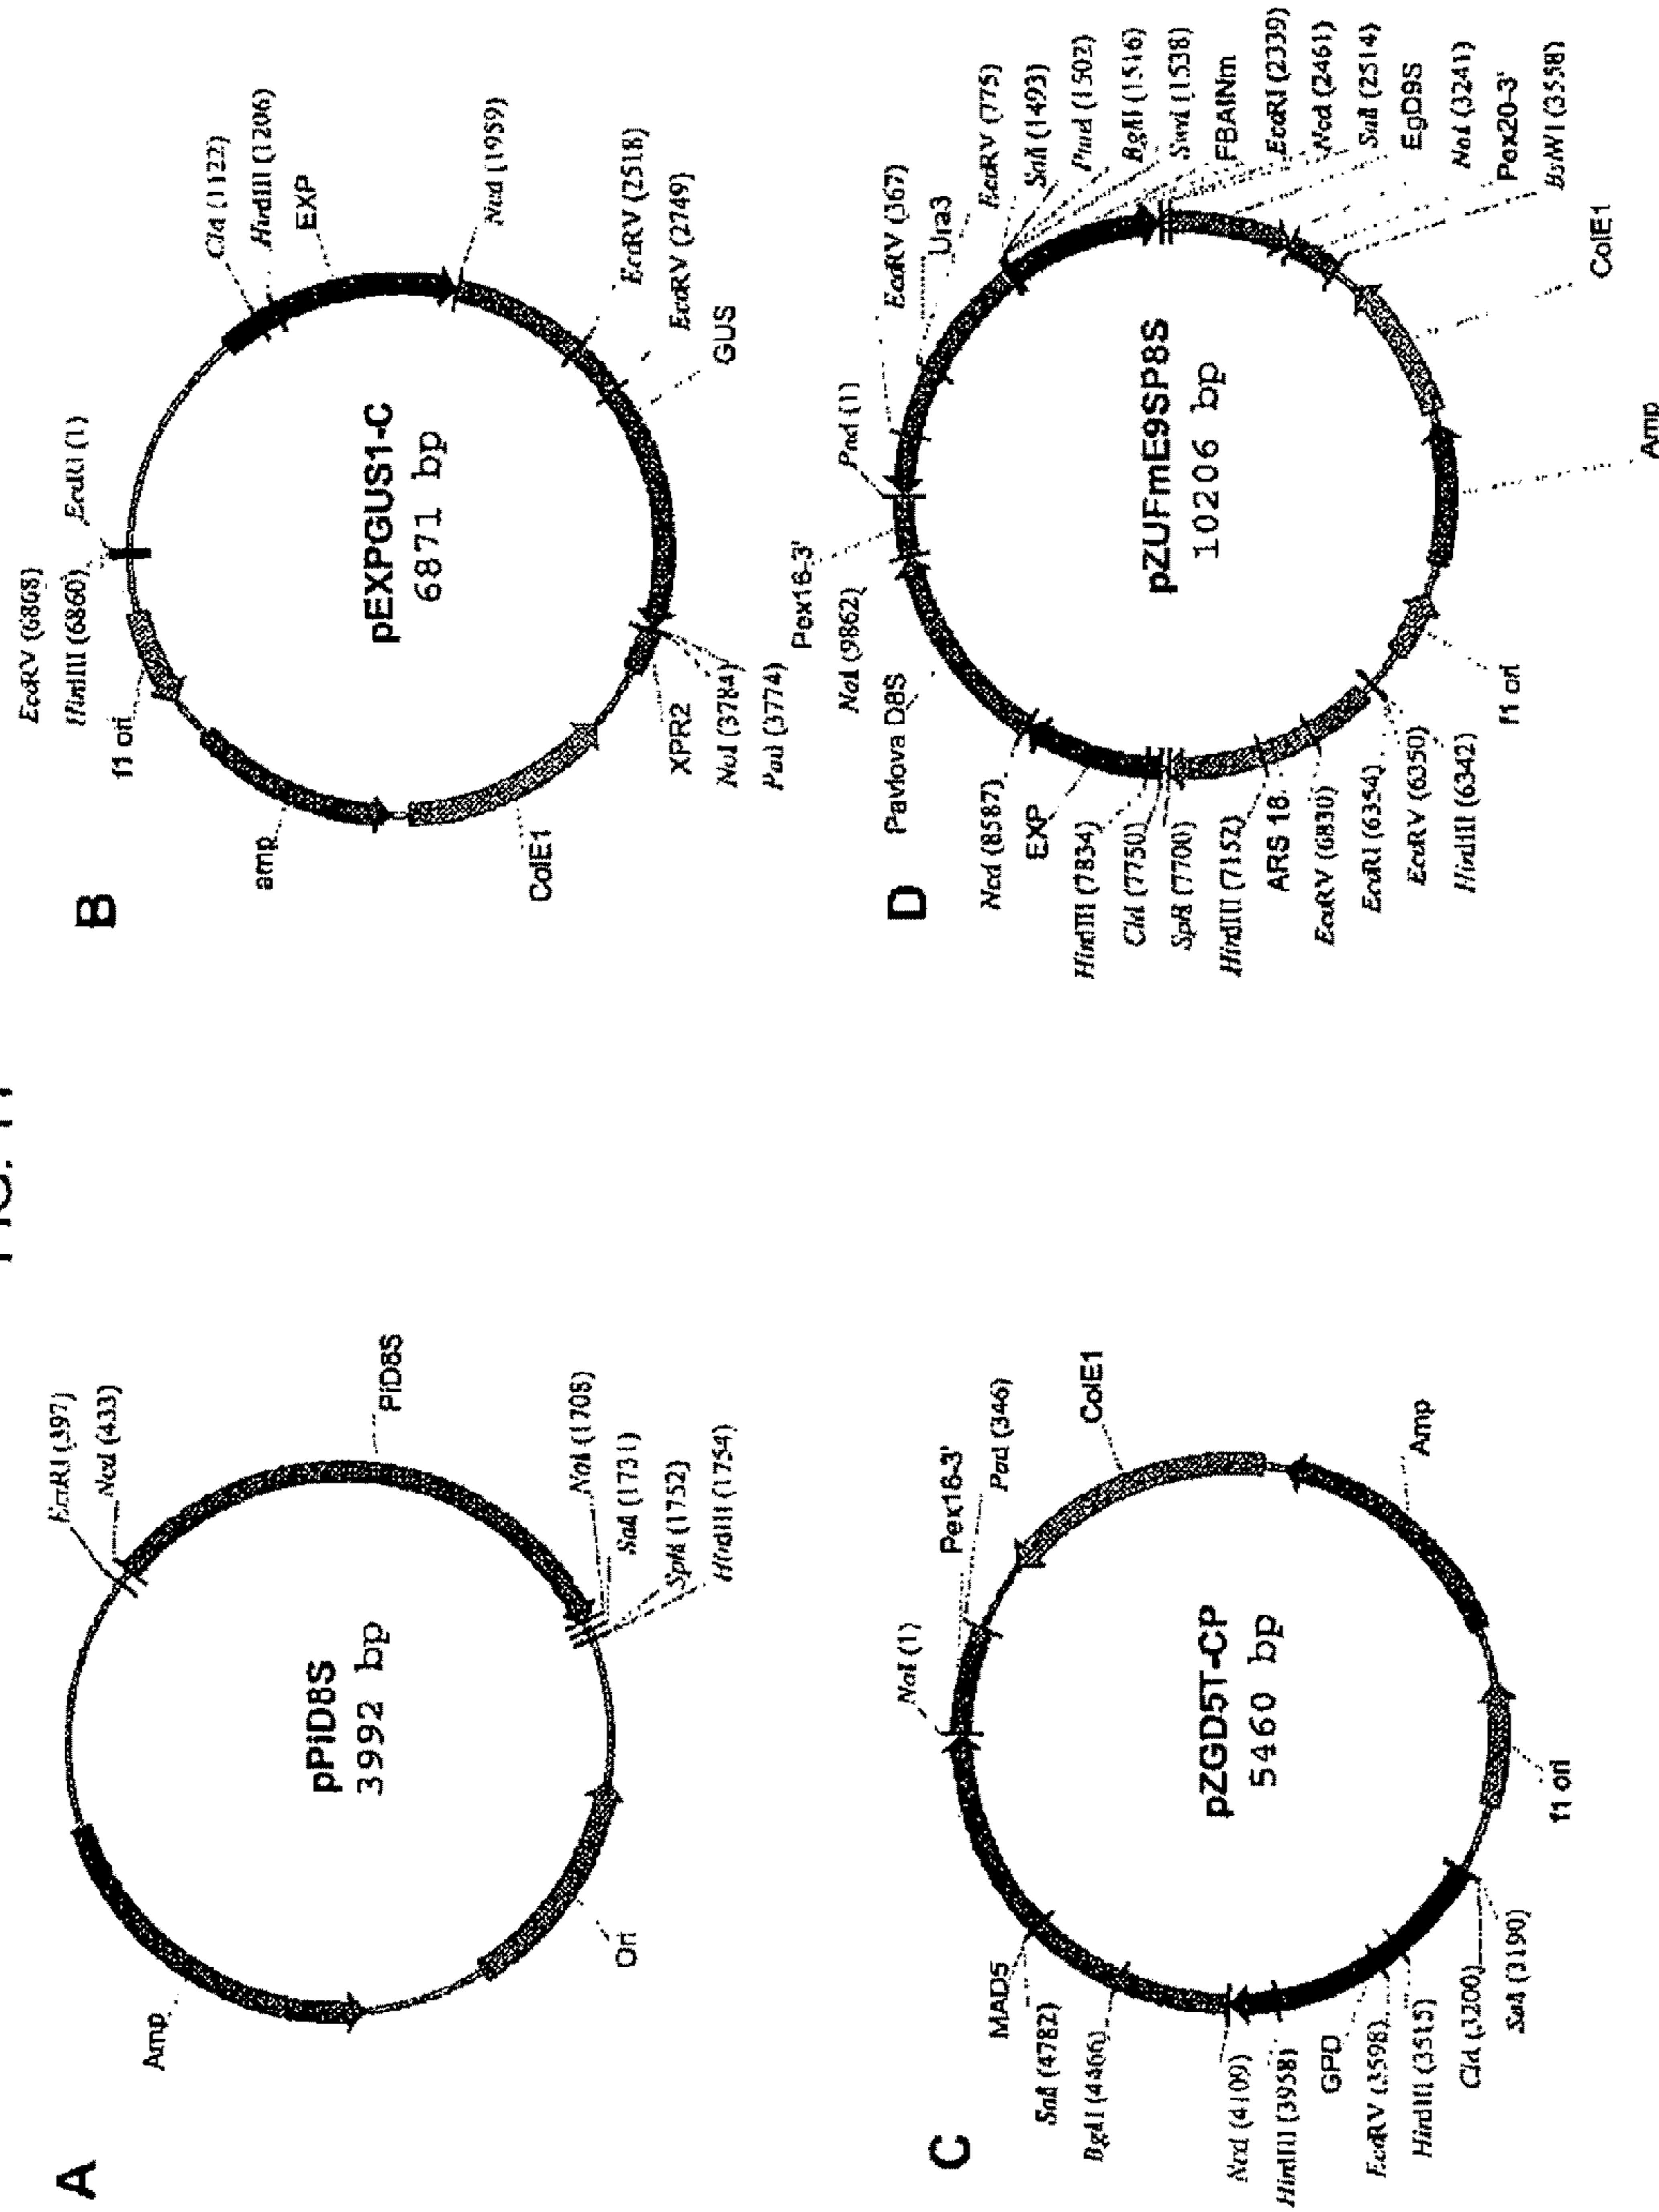 A
EcoRI (397)
NcoI (433)
PiD8S
NotI (1708)
SalI (1731)
SphI (1752)
HindIII (1754)
Ori
Amp
pPiD8S
3992 bp
B
EcoRV (6868)
HindIII (6860)
EcoRI (1)
ClaI (1122)
HindIII (1206)
EXP
NcoI (1959)
EcoRV (2518)
EcoRV (2749)
GUS
PacI (3774)
NotI (3784)
XPR2
ColE1
amp
f1 ori
pEXPGUS1-C
6871 bp
C
NotI (1)
Pex16-3'
PacI (346)
ColE1
Amp
f1 ori
SalI (3190)
ClaI (3200)
HindIII (3515)
EcoRV (3598)
GPD
HindIII (3958)
NcoI (4109)
BglII (4466)
SalI (4782)
MAD5
pZGD5T-CP
5460 bp
D
PacI (1)
EcoRV (367)
Ura3
EcoRV (775)
SalI (1493)
PmeI (1502)
BglII (1516)
SwaI (1538)
FBAINm
EcoRI (2339)
NcoI (2461)
SalI (2514)
EgD9S
NotI (3241)
Pex20-3'
BsiWI (3558)
ColE1
Amp
f1 ori
HindIII (6342)
EcoRV (6350)
EcoRI (6354)
EcoRV (6830)
ARS 18
HindIII (7152)
SphI (7700)
ClaI (7750)
HindIII (7834)
EXP
NcoI (8587)
Pavlova D8S
NotI (9862)
Pex16-3'
pZUFmE9SP8S
10206 bp